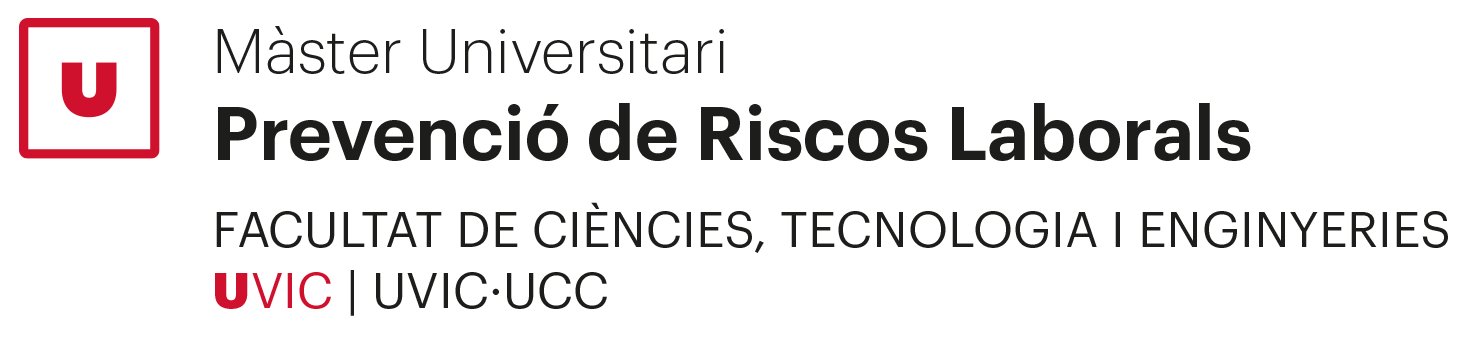 U
Màster Universitari
Prevenció de Riscos Laborals
FACULTAT DE CIÈNCIES, TECNOLOGIA I ENGINYERIES
UVIC | UVIC·UCC